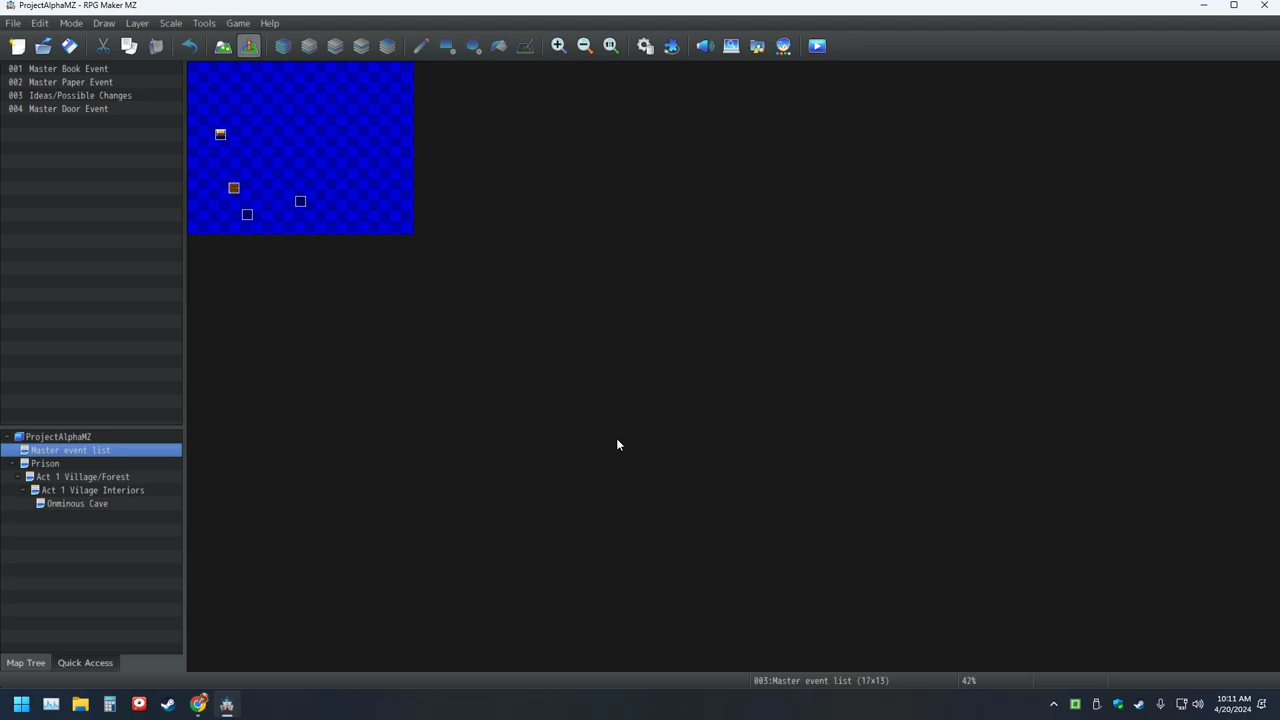 ProjectAlphaMZ - RPG Maker MZ
File Edit Mode Draw Layer Scale Tools Game Help
001 Master Book Event
002 Master Paper Event
003 Ideas/Possible Changes
004 Master Door Event
ProjectAlphaMZ
Master event list
Prison
Act 1 Village/Forest
Act 1 Vilage Interiors
Onminous Cave
Map Tree Quick Access
003:Master event list (17x13) 42%
10:11 AM
4/20/2024